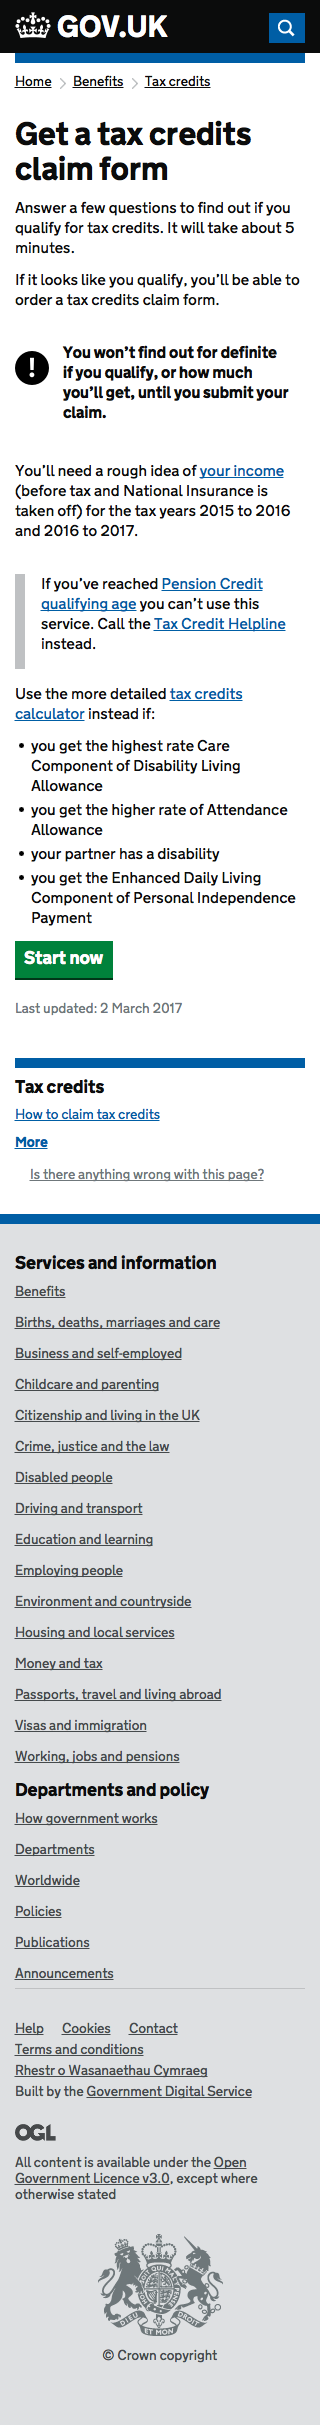 GOV.UK
Home
Benefits
Tax credits
Get a tax credits
claim form
Answer a few questions to find out if you
qualify for tax credits. It will take about 5
minutes.
If it looks like you qualify, you’ll be able to
order a tax credits claim form.
!
You won’t find out for definite
if you qualify, or how much
you’ll get, until you submit your
claim.
You’ll need a rough idea of your income
(before tax and National Insurance is
taken off) for the tax years 2015 to 2016
and 2016 to 2017.
If you’ve reached Pension Credit
qualifying age you can’t use this
service. Call the Tax Credit Helpline
instead.
Use the more detailed tax credits
calculator instead if:
• you get the highest rate Care
Component of Disability Living
Allowance
• you get the higher rate of Attendance
Allowance
• your partner has a disability
• you get the Enhanced Daily Living
Component of Personal Independence
Payment
Start now
Last updated: 2 March 2017
Tax credits
How to claim tax credits
More
Is there anything wrong with this page?
Services and information
Benefits
Births, deaths, marriages and care
Business and self-employed
Childcare and parenting
Citizenship and living in the UK
Crime, justice and the law
Disabled people
Driving and transport
Education and learning
Employing people
Environment and countryside
Housing and local services
Money and tax
Passports, travel and living abroad
Visas and immigration
Working, jobs and pensions
Departments and policy
How government works
Departments
Worldwide
Policies
Publications
Announcements
Help Cookies Contact
Terms and conditions
Rhestr o Wasanaethau Cymraeg
Built by the Government Digital Service
OGL
All content is available under the Open
Government Licence v3.0, except where
otherwise stated
DIEU ET MON DROIT
© Crown copyright